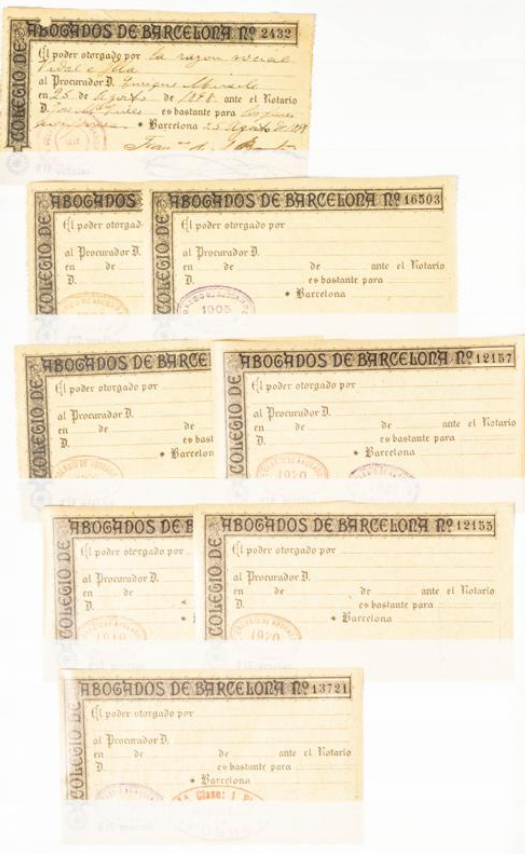 COLEGIO DE ABOGADOS DE BARCELONA Nº 2432
El poder otorgado por la razon social
Vidal e
al Procurador D. Enrique
en 25 de Agosto de 1898 ante el Notario
D. es bastante para
Barcelona 25 Agosto
COLEGIO DE ABOGADOS
El poder otorgad
al Procurador D.
en de
D.
COLEGIO DE ABOGADOS DE BARCELONA Nº 16503
El poder otorgado por
al Procurador D.
en de de ante el Notario
D. es bastante para
Barcelona
1905
COLEGIO DE ABOGADOS DE BARCE
El poder otorgado por
al Procurador D.
en de de
D. es bast
Barcelon
COLEGIO DE ABOGADOS DE BARCELONA Nº 12157
El poder otorgado por
al Procurador D.
en de de ante el Notario
D. es bastante para
Barcelona
1920
COLEGIO DE ABOGADOS DE B
El poder otorgado por
al Procurador D.
en de
D.
COLEGIO DE ABOGADOS DE BARCELONA Nº 12155
El poder otorgado por
al Procurador D.
en de de ante el Notario
D. es bastante para
Barcelona
1920
COLEGIO DE ABOGADOS DE BARCELONA Nº 13721
El poder otorgado por
al Procurador D.
en de de ante el Notario
D. es bastante para
Barcelona
Clase: